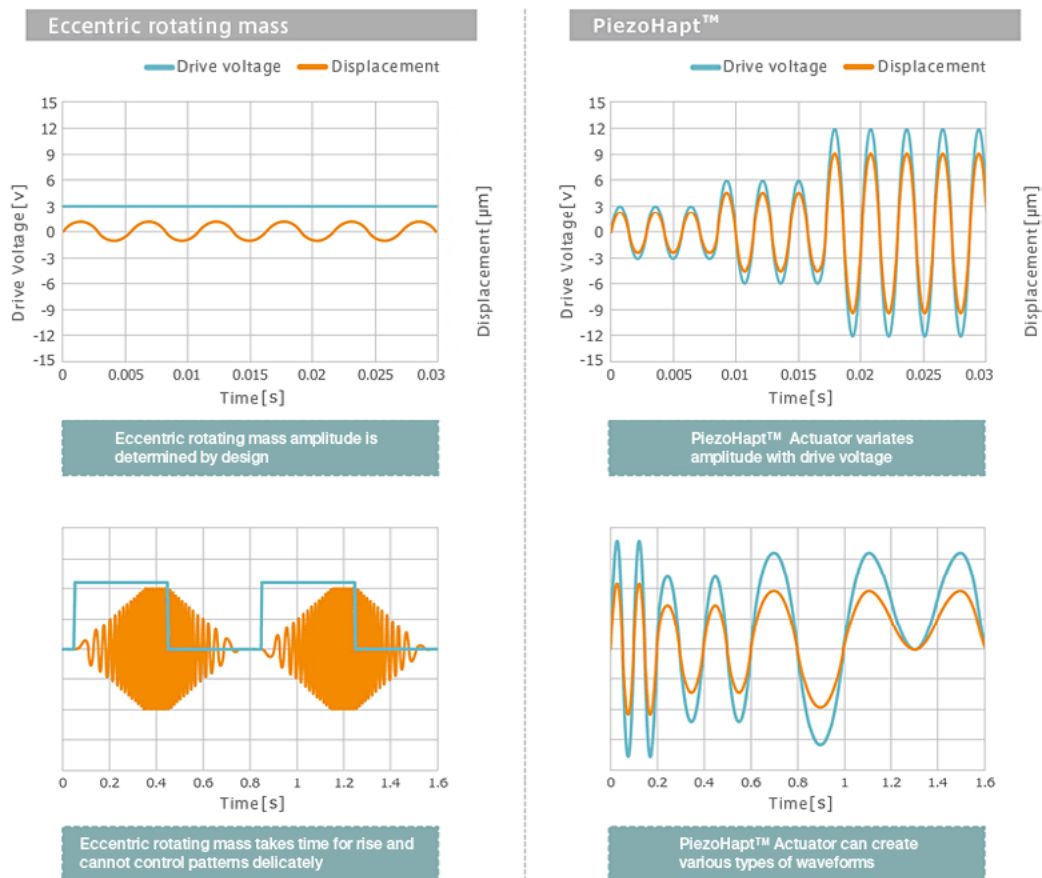 Eccentric rotating mass
Drive voltage
Displacement
15
12
9
6
3
0
-3
-6
-9
-12
-15
Drive Voltage [v]
Displacement [µm]
0
0.005
0.01
0.015
0.02
0.025
0.03
Time [s]
Eccentric rotating mass amplitude is
determined by design
0
0.2
0.4
0.6
0.8
1
1.2
1.4
1.6
Time [s]
Eccentric rotating mass takes time for rise and
cannot control patterns delicately
PiezoHapt™
Drive voltage
Displacement
15
12
9
6
3
0
-3
-6
-9
-12
-15
Drive Voltage [v]
Displacement [µm]
0
0.005
0.01
0.015
0.02
0.025
0.03
Time [s]
PiezoHapt™ Actuator variates
amplitude with drive voltage
0
0.2
0.4
0.6
0.8
1
1.2
1.4
1.6
Time [s]
PiezoHapt™ Actuator can create
various types of waveforms